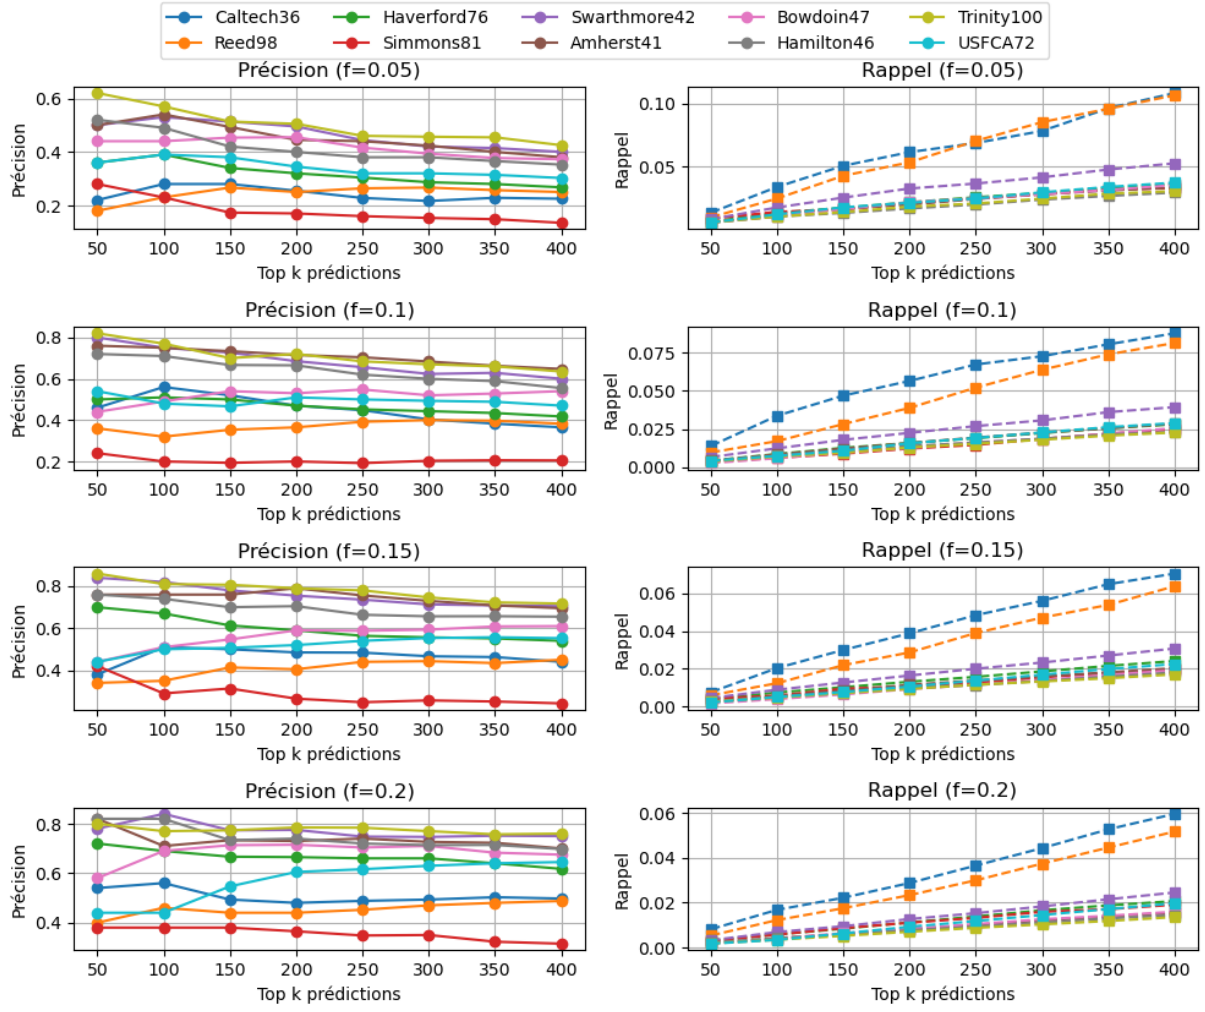 Caltech36 Haverford76 Swarthmore42 Bowdoin47 Trinity100
Reed98 Simmons81 Amherst41 Hamilton46 USFCA72
Précision (f=0.05)
0.6
0.4
0.2
Précision
50 100 150 200 250 300 350 400
Top k prédictions
Rappel (f=0.05)
0.10
0.05
Rappel
50 100 150 200 250 300 350 400
Top k prédictions
Précision (f=0.1)
0.8
0.6
0.4
0.2
Précision
50 100 150 200 250 300 350 400
Top k prédictions
Rappel (f=0.1)
0.075
0.050
0.025
0.000
Rappel
50 100 150 200 250 300 350 400
Top k prédictions
Précision (f=0.15)
0.8
0.6
0.4
Précision
50 100 150 200 250 300 350 400
Top k prédictions
Rappel (f=0.15)
0.06
0.04
0.02
0.00
Rappel
50 100 150 200 250 300 350 400
Top k prédictions
Précision (f=0.2)
0.8
0.6
0.4
Précision
50 100 150 200 250 300 350 400
Top k prédictions
Rappel (f=0.2)
0.06
0.04
0.02
0.00
Rappel
50 100 150 200 250 300 350 400
Top k prédictions